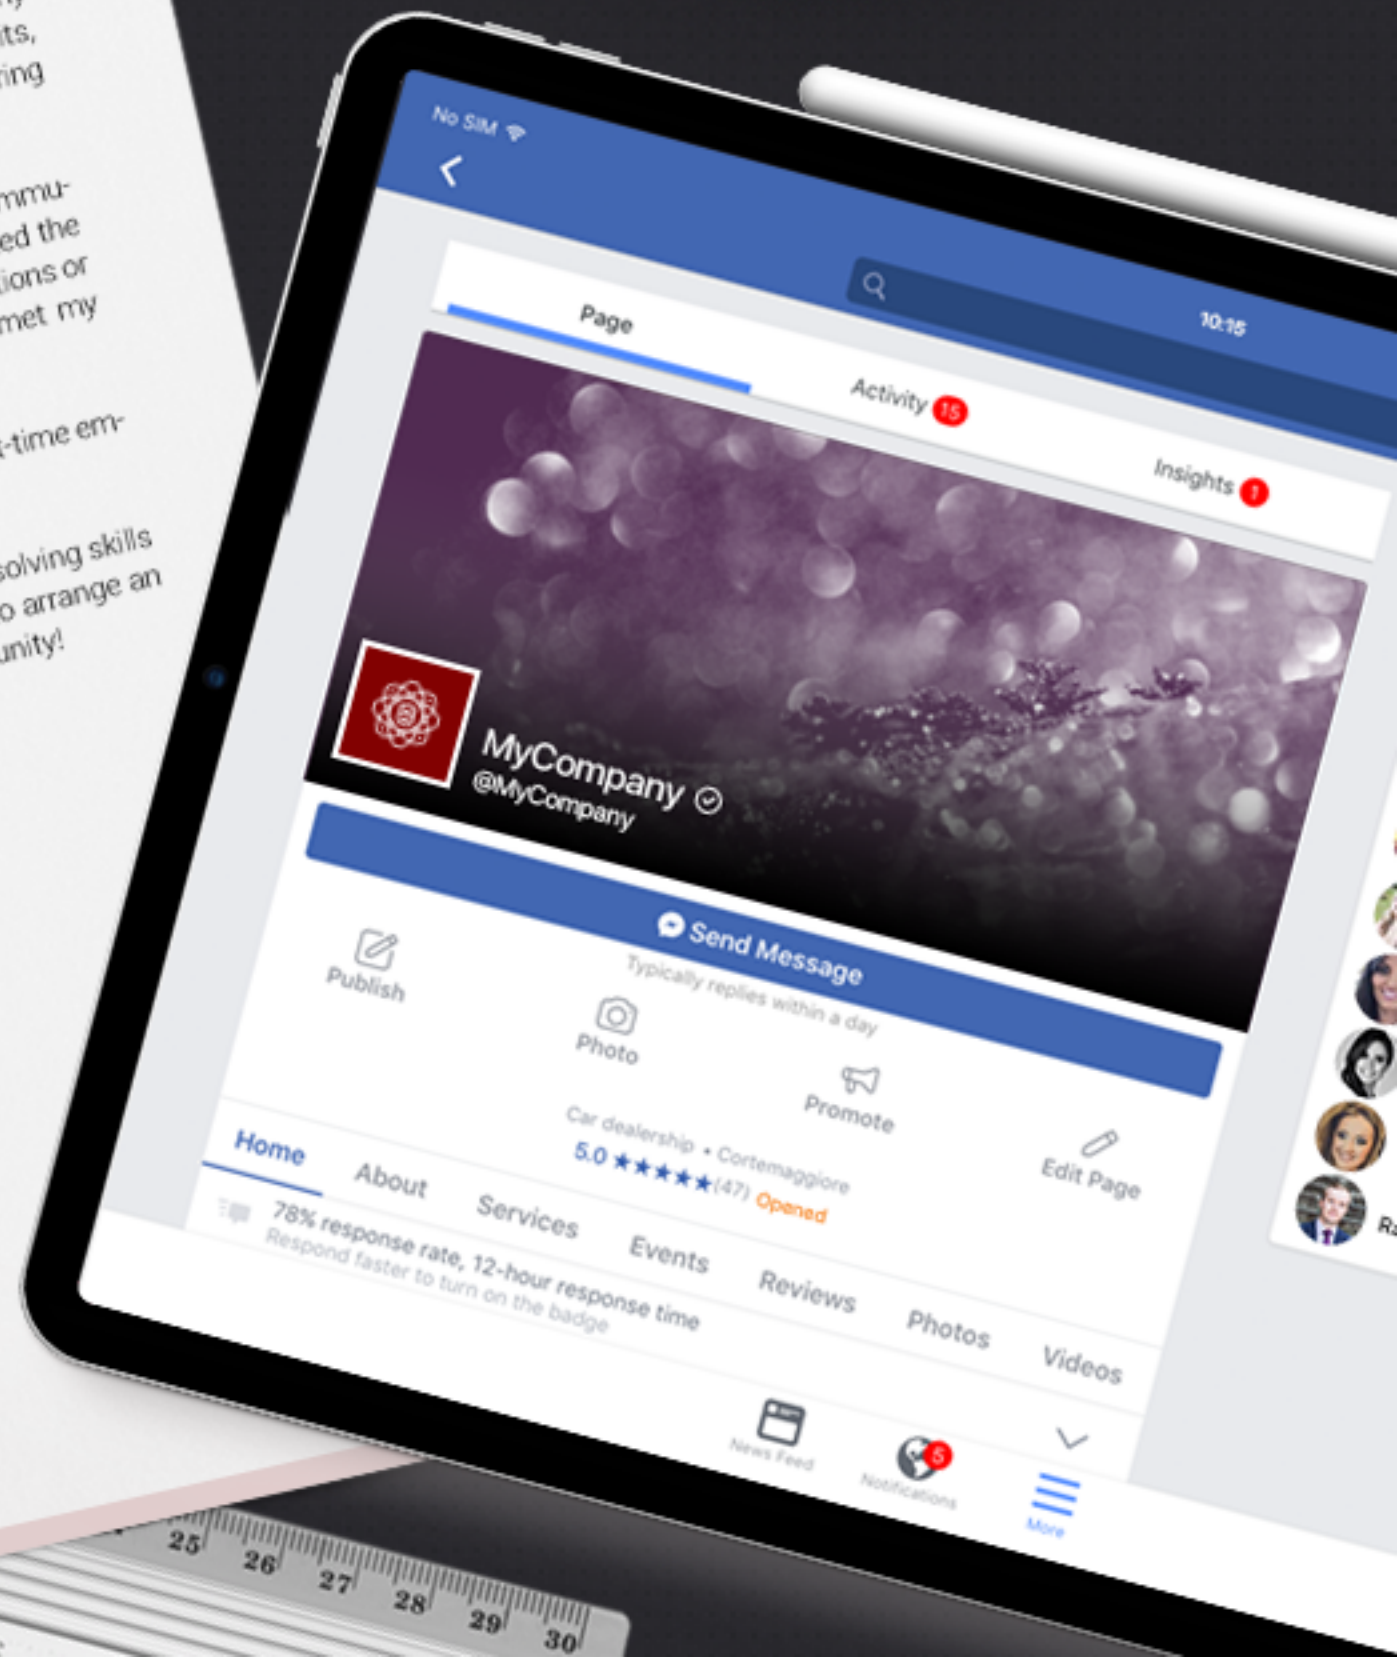 ts,
ring
mmu-
ed the
tions or
met my
-time em-
solving skills
o arrange an
unity!
No SIM
10:15
Page
Activity 15
Insights 1
MyCompany
@MyCompany
Send Message
Typically replies within a day
Publish
Photo
Promote
Edit Page
Car dealership • Cortemaggiore
5.0 ★★★★★(47) Opened
Home About Services Events Reviews Photos Videos
78% response rate, 12-hour response time
Respond faster to turn on the badge
News Feed
Notifications 5
More
Ra
25 26 27 28 29 30